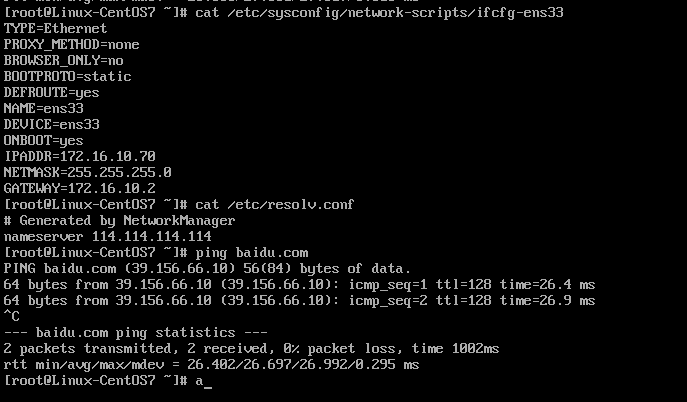 [root@Linux-CentOS7 ~]# cat /etc/sysconfig/network-scripts/ifcfg-ens33
TYPE=Ethernet
PROXY_METHOD=none
BROWSER_ONLY=no
BOOTPROTO=static
DEFROUTE=yes
NAME=ens33
DEVICE=ens33
ONBOOT=yes
IPADDR=172.16.10.70
NETMASK=255.255.255.0
GATEWAY=172.16.10.2
[root@Linux-CentOS7 ~]# cat /etc/resolv.conf
# Generated by NetworkManager
nameserver 114.114.114.114
[root@Linux-CentOS7 ~]# ping baidu.com
PING baidu.com (39.156.66.10) 56(84) bytes of data.
64 bytes from 39.156.66.10 (39.156.66.10): icmp_seq=1 ttl=128 time=26.4 ms
64 bytes from 39.156.66.10 (39.156.66.10): icmp_seq=2 ttl=128 time=26.9 ms
^C
--- baidu.com ping statistics ---
2 packets transmitted, 2 received, 0% packet loss, time 1002ms
rtt min/avg/max/mdev = 26.402/26.697/26.992/0.295 ms
[root@Linux-CentOS7 ~]# a_